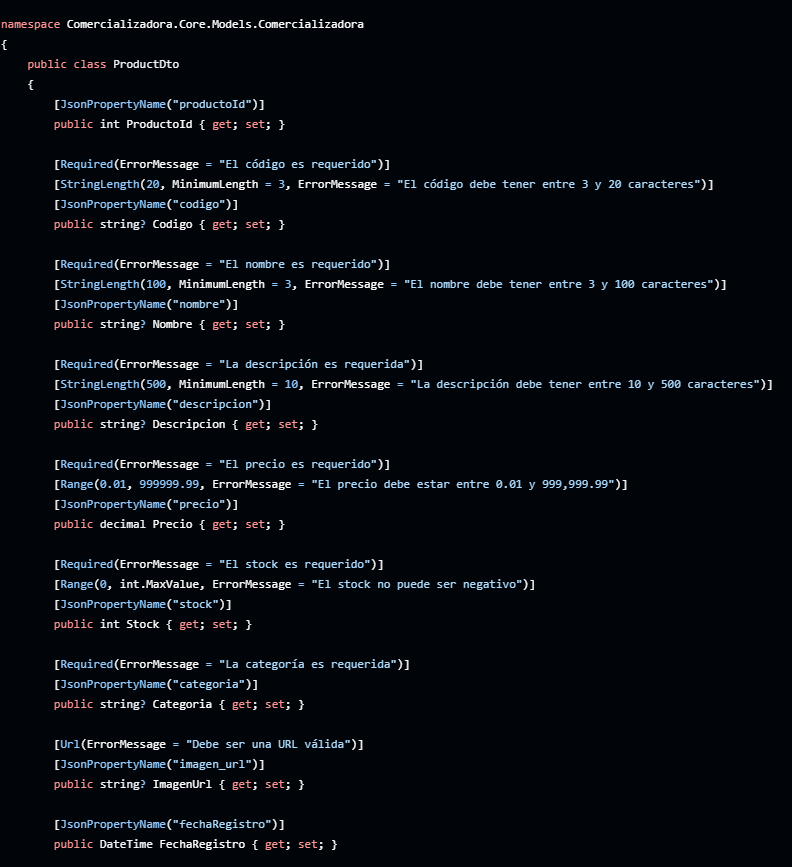 namespace Comercializadora.Core.Models.Comercializadora
{
    public class ProductDto
    {
        [JsonPropertyName("productoId")]
        public int ProductoId { get; set; }

        [Required(ErrorMessage = "El código es requerido")]
        [StringLength(20, MinimumLength = 3, ErrorMessage = "El código debe tener entre 3 y 20 caracteres")]
        [JsonPropertyName("codigo")]
        public string? Codigo { get; set; }

        [Required(ErrorMessage = "El nombre es requerido")]
        [StringLength(100, MinimumLength = 3, ErrorMessage = "El nombre debe tener entre 3 y 100 caracteres")]
        [JsonPropertyName("nombre")]
        public string? Nombre { get; set; }

        [Required(ErrorMessage = "La descripción es requerida")]
        [StringLength(500, MinimumLength = 10, ErrorMessage = "La descripción debe tener entre 10 y 500 caracteres")]
        [JsonPropertyName("descripcion")]
        public string? Descripcion { get; set; }

        [Required(ErrorMessage = "El precio es requerido")]
        [Range(0.01, 999999.99, ErrorMessage = "El precio debe estar entre 0.01 y 999,999.99")]
        [JsonPropertyName("precio")]
        public decimal Precio { get; set; }

        [Required(ErrorMessage = "El stock es requerido")]
        [Range(0, int.MaxValue, ErrorMessage = "El stock no puede ser negativo")]
        [JsonPropertyName("stock")]
        public int Stock { get; set; }

        [Required(ErrorMessage = "La categoría es requerida")]
        [JsonPropertyName("categoria")]
        public string? Categoria { get; set; }

        [Url(ErrorMessage = "Debe ser una URL válida")]
        [JsonPropertyName("imagen_url")]
        public string? ImagenUrl { get; set; }

        [JsonPropertyName("fechaRegistro")]
        public DateTime FechaRegistro { get; set; }